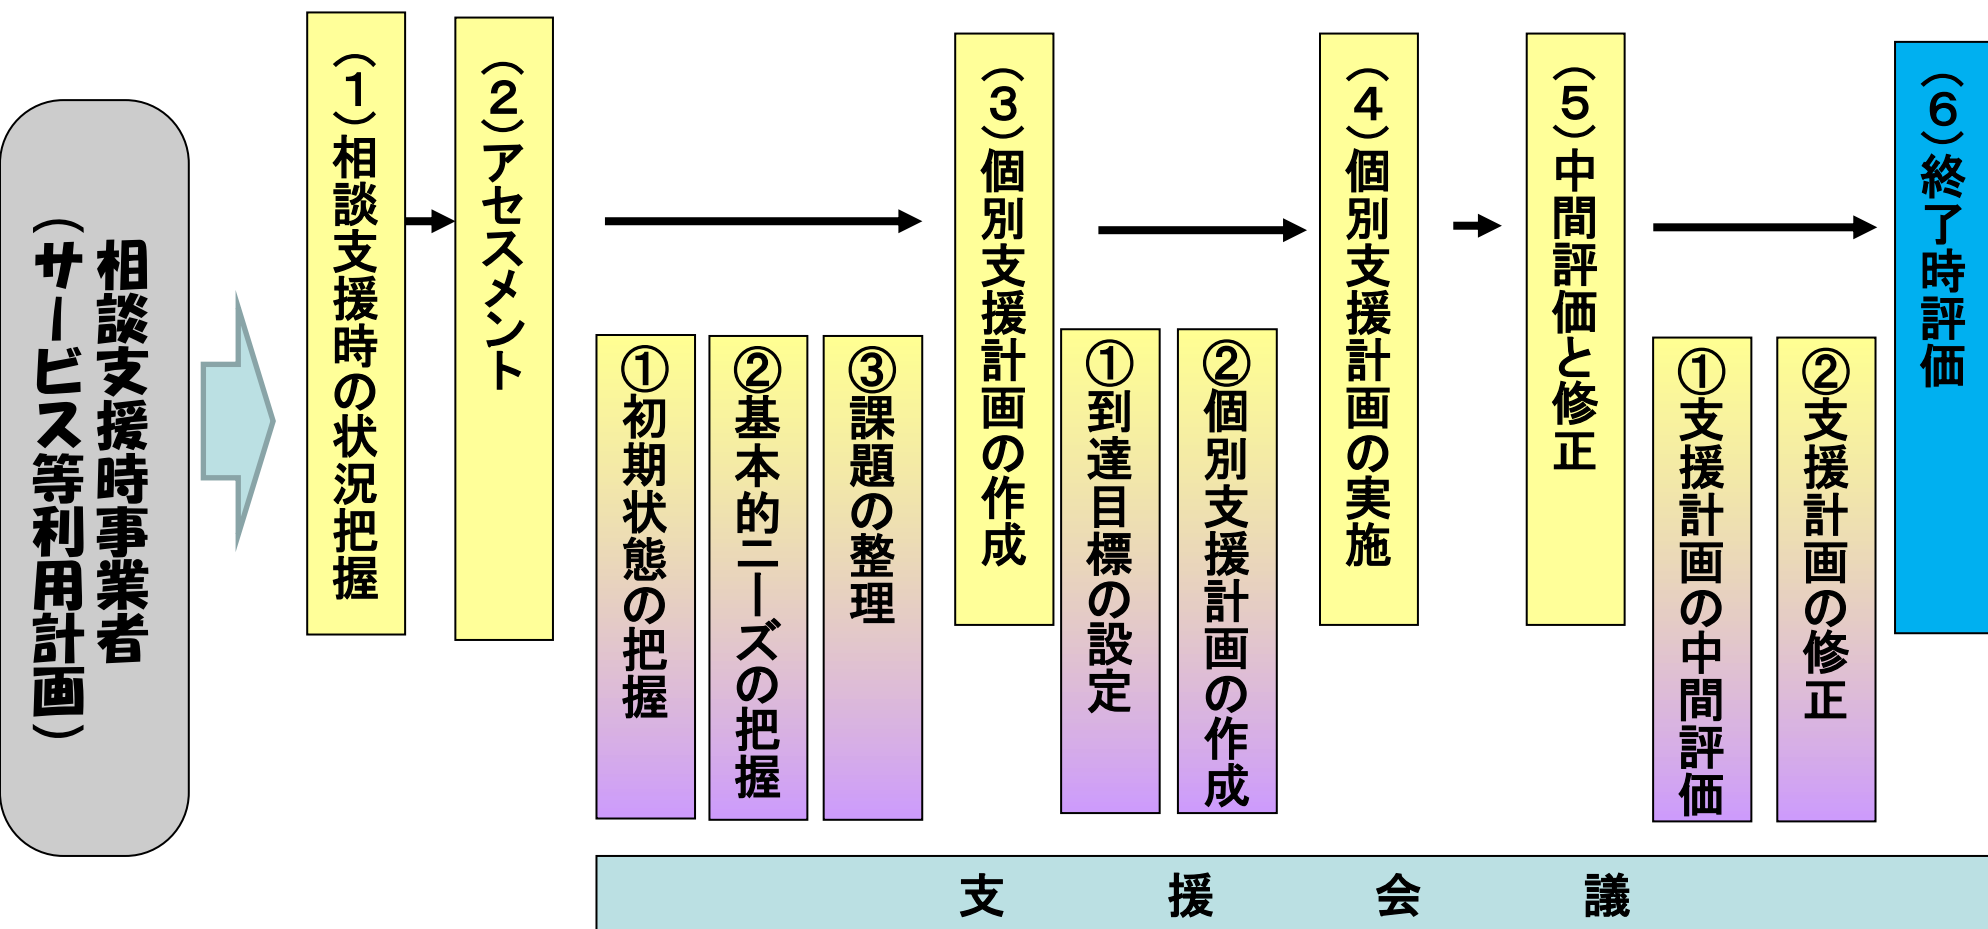 相談支援時事業者
（サービス等利用計画）
（１）相談支援時の状況把握
（２）アセスメント
①初期状態の把握
②基本的ニーズの把握
③課題の整理
（３）個別支援計画の作成
①到達目標の設定
②個別支援計画の作成
（４）個別支援計画の実施
（５）中間評価と修正
①支援計画の中間評価
②支援計画の修正
（６）終了時評価
支援会議